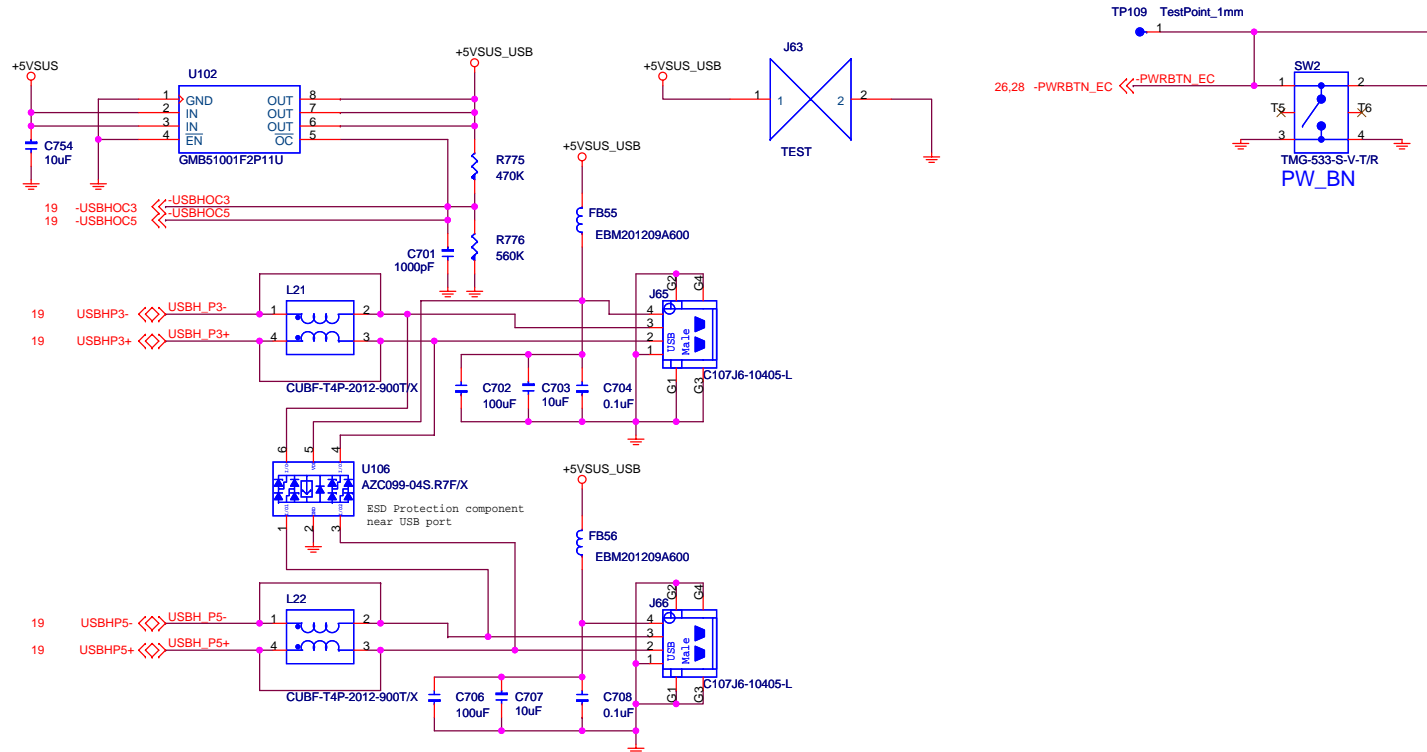 TP109 TestPoint_1mm
1
+5VSUS
U102
+5VSUS_USB
1 GND OUT 8
2 IN OUT 7
3 IN OUT 6
4 EN OC 5
GMB51001F2P11U
C754
10uF
R775
470K
19 -USBHOC3 -USBHOC3
19 -USBHOC5 -USBHOC5
C701
1000pF
R776
560K
+5VSUS_USB
J63
1 1 2 2
TEST
26,28 -PWRBTN_EC -PWRBTN_EC
SW2
1 2
T5 T6
3 4
TMG-533-S-V-T/R
PW_BN
+5VSUS_USB
FB55
EBM201209A600
19 USBHP3- USBH_P3-
19 USBHP3+ USBH_P3+
L21
1 2
4 3
CUBF-T4P-2012-900T/X
G2 G4
J65
4
3
2
1
USB
Male
G1 G3
C107J6-10405-L
C702
100uF
C703
10uF
C704
0.1uF
6 5 4
U106
AZC099-04S.R7F/X
ESD Protection component
near USB port
1 2 3
+5VSUS_USB
FB56
EBM201209A600
19 USBHP5- USBH_P5-
19 USBHP5+ USBH_P5+
L22
1 2
4 3
CUBF-T4P-2012-900T/X
G2 G4
J66
4
3
2
1
USB
Male
G1 G3
C107J6-10405-L
C706
100uF
C707
10uF
C708
0.1uF